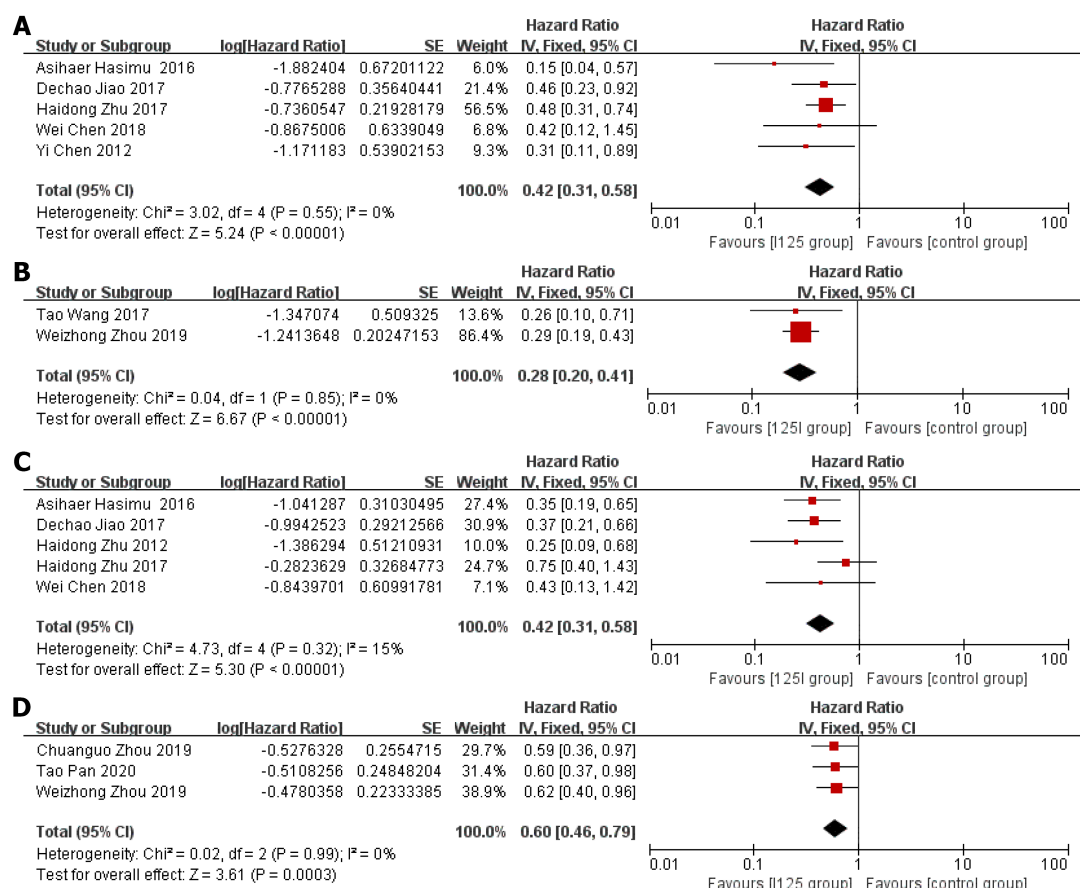 A
Hazard Ratio Hazard Ratio
Study or Subgroup log[Hazard Ratio] SE Weight IV, Fixed, 95% CI IV, Fixed, 95% CI
Asihaer Hasimu 2016 -1.882404 0.67201122 6.0% 0.15 [0.04, 0.57]
Dechao Jiao 2017 -0.7765288 0.35640441 21.4% 0.46 [0.23, 0.92]
Haidong Zhu 2017 -0.7360547 0.21928179 56.5% 0.48 [0.31, 0.74]
Wei Chen 2018 -0.8675006 0.6339049 6.8% 0.42 [0.12, 1.45]
Yi Chen 2012 -1.171183 0.53902153 9.3% 0.31 [0.11, 0.89]
Total (95% CI) 100.0% 0.42 [0.31, 0.58]
Heterogeneity: Chi² = 3.02, df = 4 (P = 0.55); I² = 0%
Test for overall effect: Z = 5.24 (P < 0.00001)
0.01 0.1 1 10 100
Favours [I125 group] Favours [control group]
B
Hazard Ratio Hazard Ratio
Study or Subgroup log[Hazard Ratio] SE Weight IV, Fixed, 95% CI IV, Fixed, 95% CI
Tao Wang 2017 -1.347074 0.509325 13.6% 0.26 [0.10, 0.71]
Weizhong Zhou 2019 -1.2413648 0.20247153 86.4% 0.29 [0.19, 0.43]
Total (95% CI) 100.0% 0.28 [0.20, 0.41]
Heterogeneity: Chi² = 0.04, df = 1 (P = 0.85); I² = 0%
Test for overall effect: Z = 6.67 (P < 0.00001)
0.01 0.1 1 10 100
Favours [125I group] Favours [control group]
C
Hazard Ratio Hazard Ratio
Study or Subgroup log[Hazard Ratio] SE Weight IV, Fixed, 95% CI IV, Fixed, 95% CI
Asihaer Hasimu 2016 -1.041287 0.31030495 27.4% 0.35 [0.19, 0.65]
Dechao Jiao 2017 -0.9942523 0.29212566 30.9% 0.37 [0.21, 0.66]
Haidong Zhu 2012 -1.386294 0.51210931 10.0% 0.25 [0.09, 0.68]
Haidong Zhu 2017 -0.2823629 0.32684773 24.7% 0.75 [0.40, 1.43]
Wei Chen 2018 -0.8439701 0.60991781 7.1% 0.43 [0.13, 1.42]
Total (95% CI) 100.0% 0.42 [0.31, 0.58]
Heterogeneity: Chi² = 4.73, df = 4 (P = 0.32); I² = 15%
Test for overall effect: Z = 5.30 (P < 0.00001)
0.01 0.1 1 10 100
Favours [125I group] Favours [control group]
D
Hazard Ratio Hazard Ratio
Study or Subgroup log[Hazard Ratio] SE Weight IV, Fixed, 95% CI IV, Fixed, 95% CI
Chuanguo Zhou 2019 -0.5276328 0.2554715 29.7% 0.59 [0.36, 0.97]
Tao Pan 2020 -0.5108256 0.24848204 31.4% 0.60 [0.37, 0.98]
Weizhong Zhou 2019 -0.4780358 0.22333385 38.9% 0.62 [0.40, 0.96]
Total (95% CI) 100.0% 0.60 [0.46, 0.79]
Heterogeneity: Chi² = 0.02, df = 2 (P = 0.99); I² = 0%
Test for overall effect: Z = 3.61 (P = 0.0003)
0.01 0.1 1 10 100
Favours [I125 group] Favours [control group]